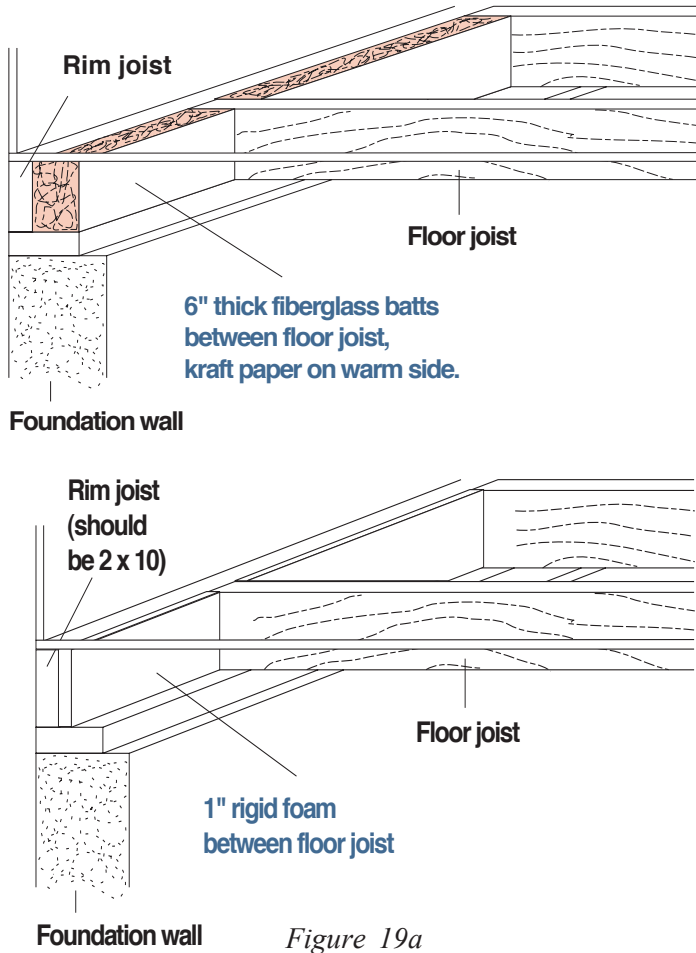 Rim joist
Floor joist
6" thick fiberglass batts
between floor joist,
kraft paper on warm side.
Foundation wall
Rim joist
(should
be 2 x 10)
Floor joist
1" rigid foam
between floor joist
Foundation wall
Figure 19a